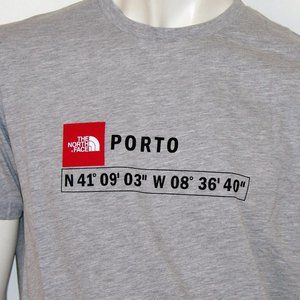 THE
NORTH
FACE
PORTO
N 41° 09' 03" W 08° 36' 40"